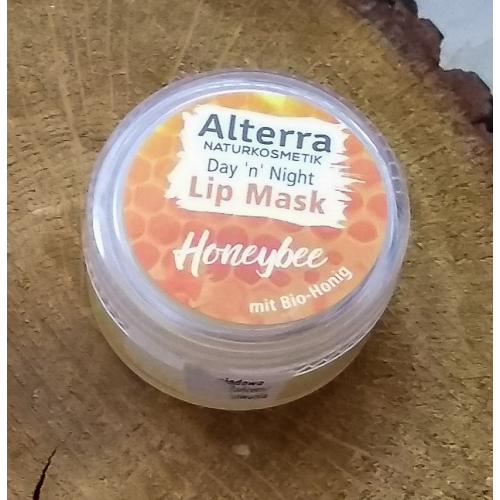 Alterra
NATURKOSMETIK
Day 'n' Night
Lip Mask
Honeybee
mit Bio-Honig